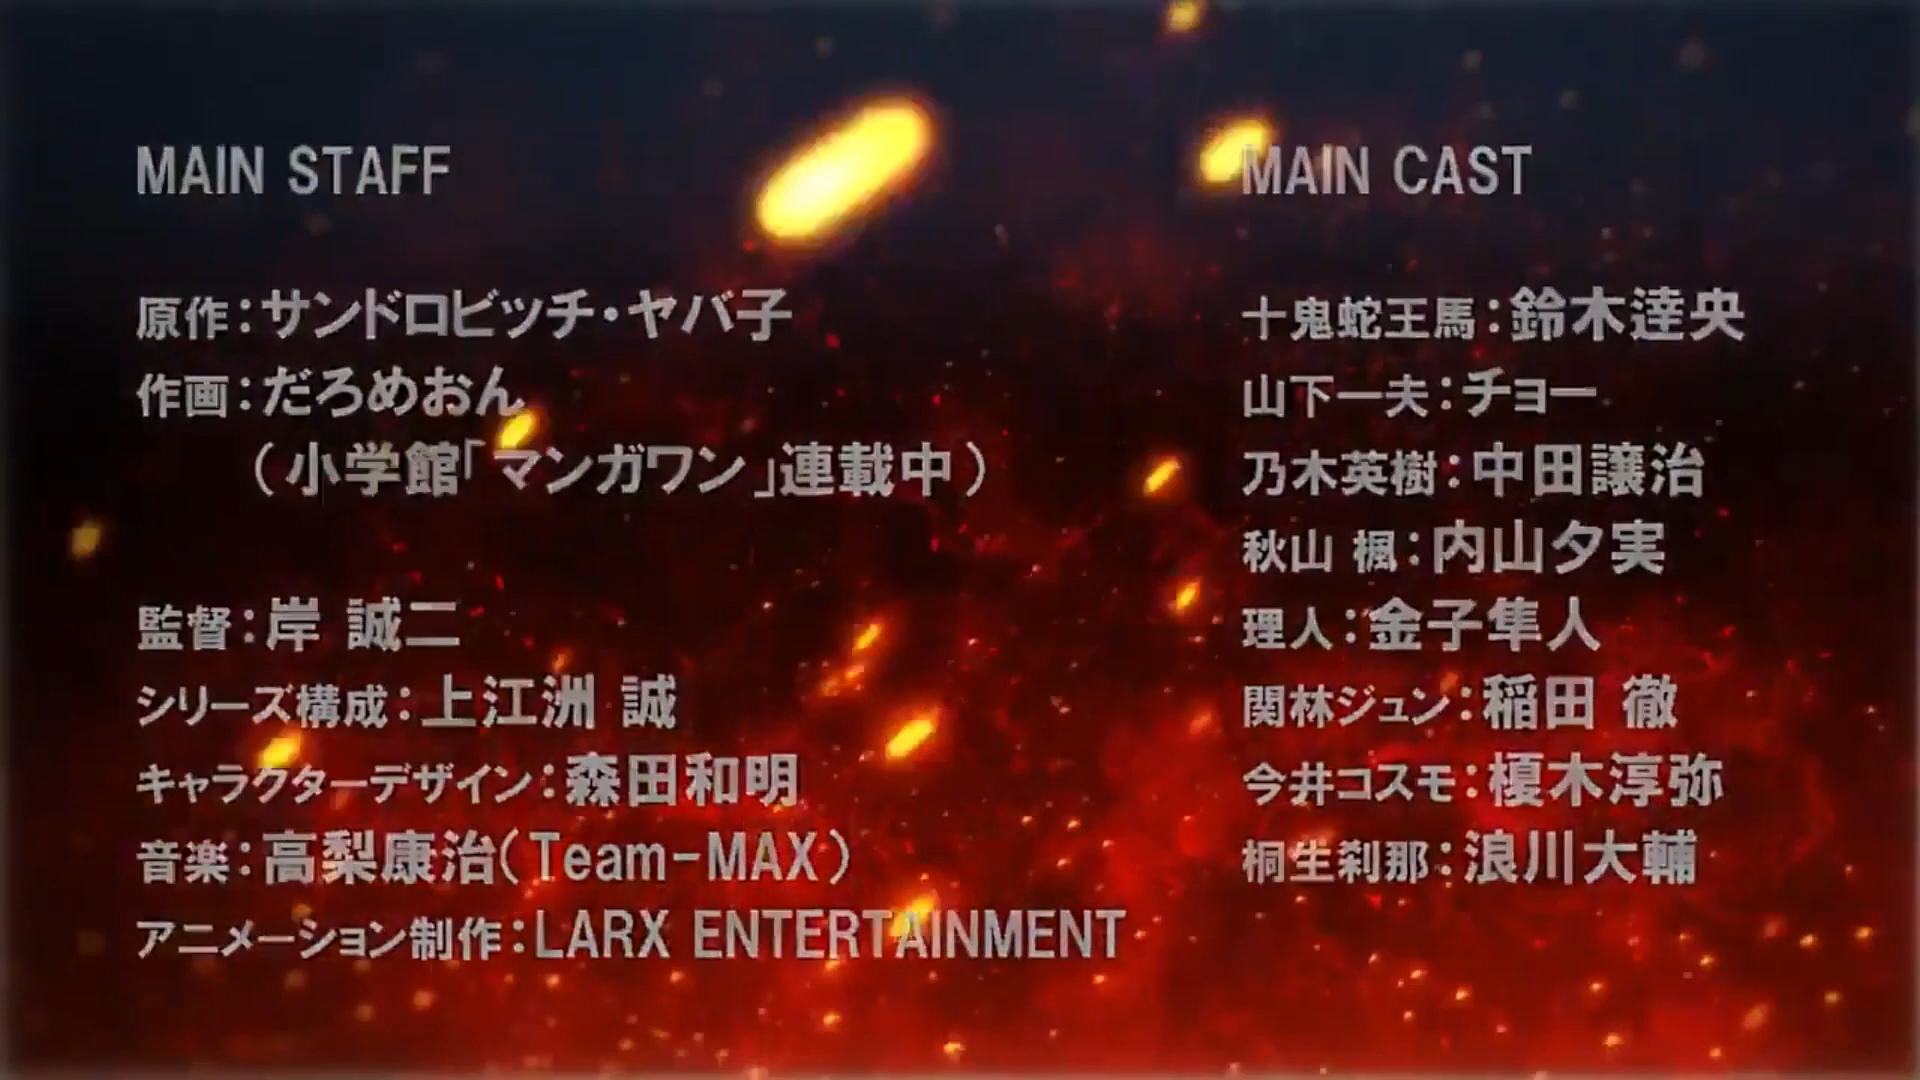 MAIN STAFF
原作：サンドロビッチ・ヤバ子
作画：だろめおん
（小学館「マンガワン」連載中）
監督：岸 誠二
シリーズ構成：上江洲 誠
キャラクターデザイン：森田和明
音楽：高梨康治（Team-MAX）
アニメーション制作：LARX ENTERTAINMENT
MAIN CAST
十鬼蛇王馬：鈴木達央
山下一夫：チョー
乃木英樹：中田譲治
秋山 楓：内山夕実
理人：金子隼人
関林ジュン：稲田 徹
今井コスモ：榎木淳弥
桐生刹那：浪川大輔